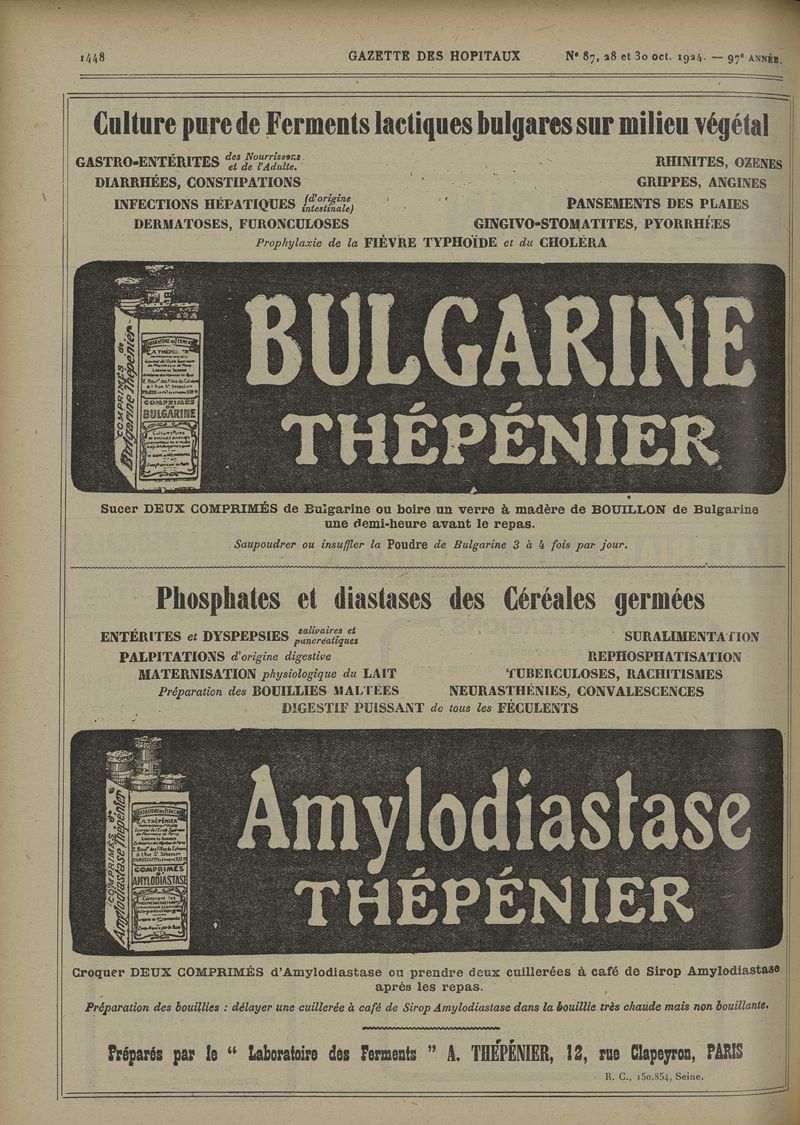 1448 GAZETTE DES HOPITAUX Nº 87, 28 et 30 oct. 1924. — 97e ANNÉE.
Culture pure de Ferments lactiques bulgares sur milieu végétal
GASTRO-ENTÉRITES des Nourrissons et de l'Adulte. RHINITES, OZENES
DIARRHÉES, CONSTIPATIONS GRIPPES, ANGINES
INFECTIONS HÉPATIQUES (d'origine intestinale) PANSEMENTS DES PLAIES
DERMATOSES, FURONCULOSES GINGIVO-STOMATITES, PYORRHÉES
Prophylaxie de la FIÈVRE TYPHOÏDE et du CHOLÉRA
COMPRIMÉS de
Bulgarine Thépénier
COMPRIMÉS
BULGARINE
BULGARINE
THÉPÉNIER
Sucer DEUX COMPRIMÉS de Bulgarine ou boire un verre à madère de BOUILLON de Bulgarine
une demi-heure avant le repas.
Saupoudrer ou insuffler la Poudre de Bulgarine 3 à 4 fois par jour.
Phosphates et diastases des Céréales germées
ENTÉRITES et DYSPEPSIES salivaires et pancréatiques SURALIMENTATION
PALPITATIONS d'origine digestive REPHOSPHATISATION
MATERNISATION physiologique du LAIT TUBERCULOSES, RACHITISMES
Préparation des BOUILLIES MALTÉES NEURASTHÉNIES, CONVALESCENCES
DIGESTIF PUISSANT de tous les FÉCULENTS
COMPRIMÉS d'
Amylodiastase Thépénier
A. THÉPÉNIER
COMPRIMÉS
AMYLODIASTASE
Amylodiastase
THÉPÉNIER
Croquer DEUX COMPRIMÉS d'Amylodiastase ou prendre deux cuillerées à café de Sirop Amylodiastase
après les repas.
Préparation des bouillies : délayer une cuillerée à café de Sirop Amylodiastase dans la bouillie très chaude mais non bouillante.
Préparés par le “ Laboratoire des Ferments ” A. THÉPÉNIER, 12, rue Clapeyron, PARIS
R. C., 150.854, Seine.